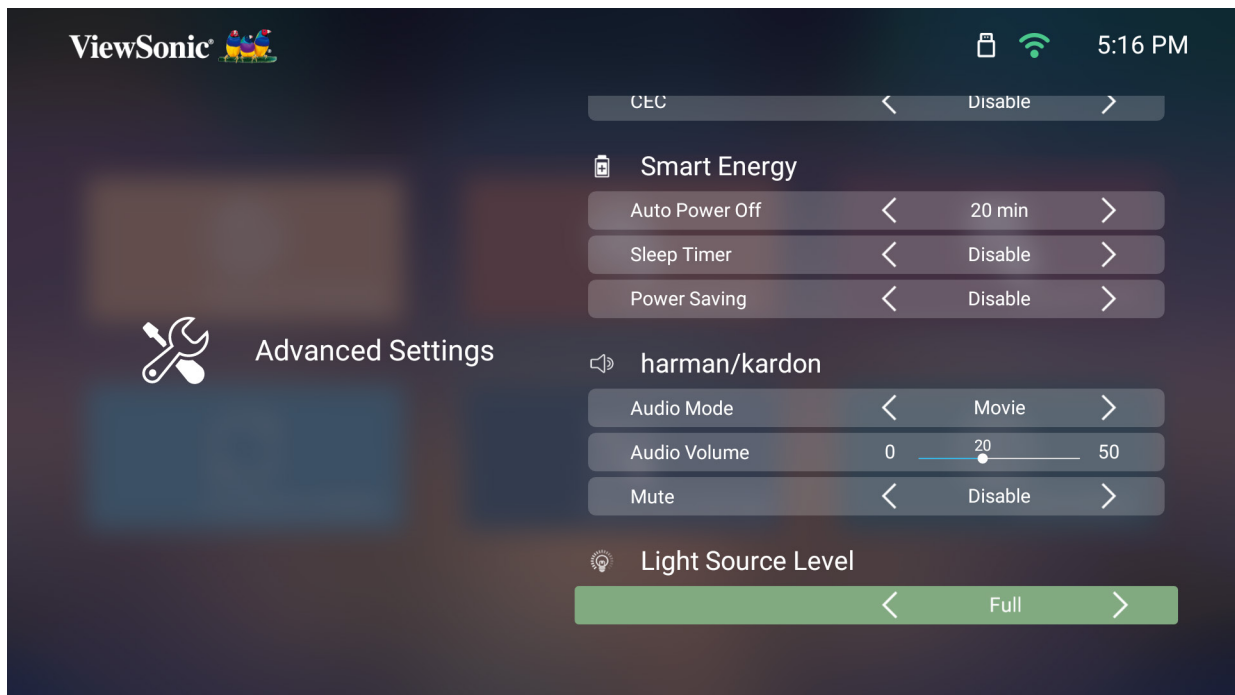 ViewSonic®
5:16 PM
CEC Disable
Smart Energy
Auto Power Off 20 min
Sleep Timer Disable
Power Saving Disable
Advanced Settings
harman/kardon
Audio Mode Movie
Audio Volume 0 20 50
Mute Disable
Light Source Level
Full